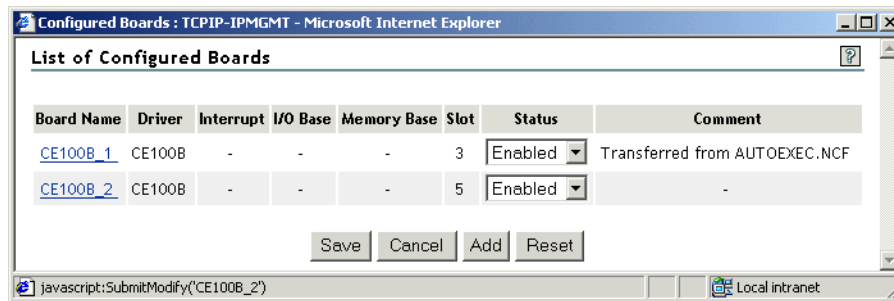 Configured Boards : TCPIP-IPMGMT - Microsoft Internet Explorer
List of Configured Boards
?
Board Name Driver Interrupt I/O Base Memory Base Slot Status Comment
CE100B_1 CE100B - - - 3 Enabled Transferred from AUTOEXEC.NCF
CE100B_2 CE100B - - - 5 Enabled -
Save Cancel Add Reset
javascript:SubmitModify('CE100B_2') Local intranet